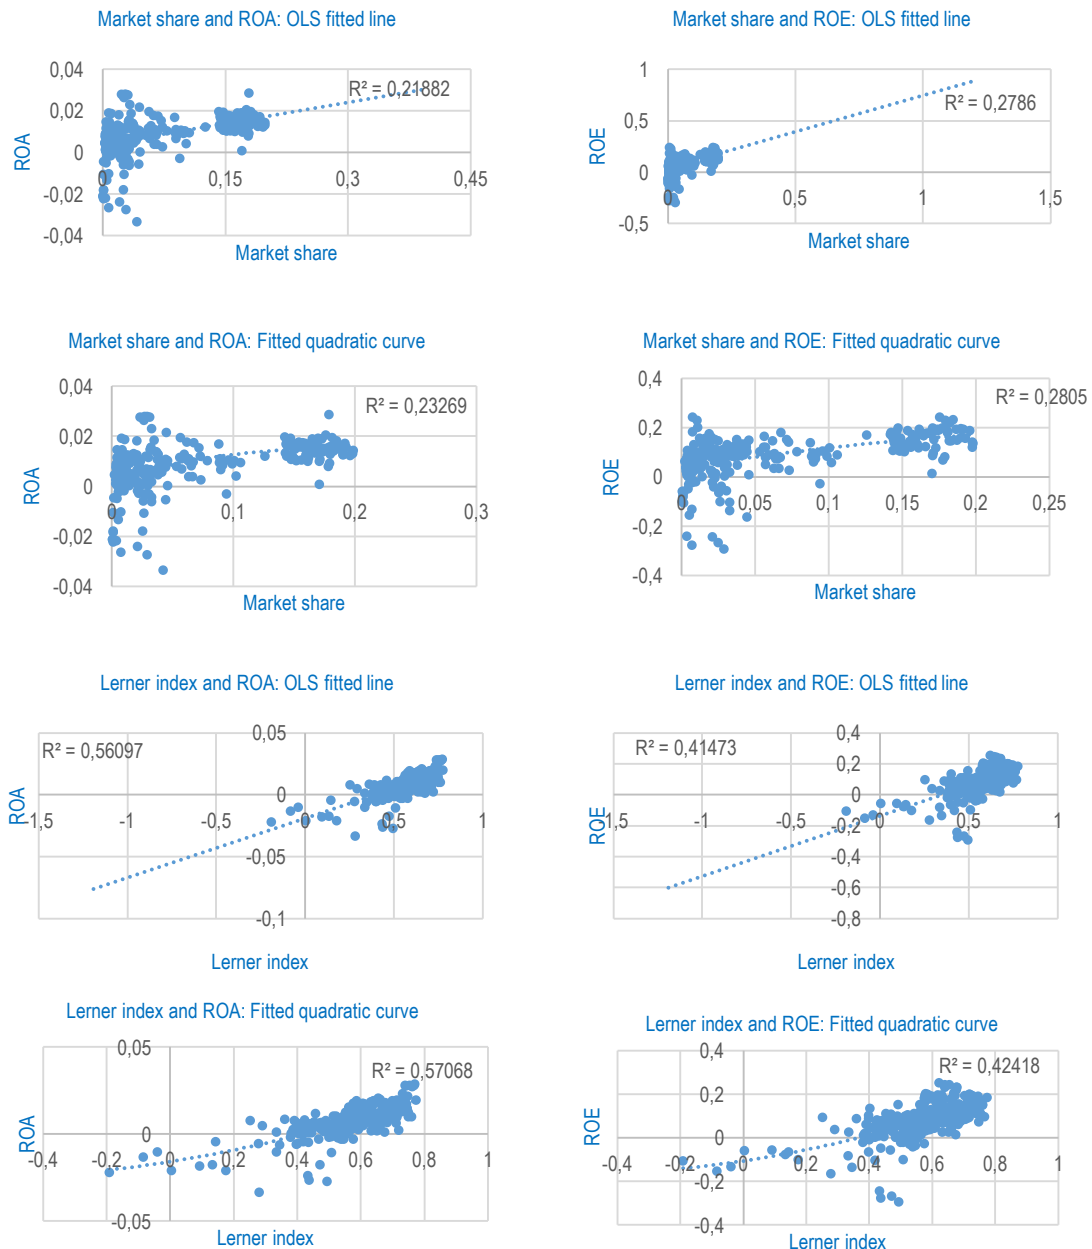 Market share and ROA: OLS fitted line
0,04
0,02
0
-0,02
-0,04
0
0,15
0,3
0,45
R² = 0,21882
ROA
Market share
Market share and ROE: OLS fitted line
1
0,5
0
-0,5
0
0,5
1
1,5
R² = 0,2786
ROE
Market share
Market share and ROA: Fitted quadratic curve
0,04
0,02
0
-0,02
-0,04
0
0,1
0,2
0,3
R² = 0,23269
ROA
Market share
Market share and ROE: Fitted quadratic curve
0,4
0,2
0
-0,2
-0,4
0
0,05
0,1
0,15
0,2
0,25
R² = 0,2805
ROE
Market share
Lerner index and ROA: OLS fitted line
0,05
0
-0,05
-0,1
-1,5
-1
-0,5
0
0,5
1
R² = 0,56097
ROA
Lerner index
Lerner index and ROE: OLS fitted line
0,4
0,2
0
-0,2
-0,4
-0,6
-0,8
-1,5
-1
-0,5
0
0,5
1
R² = 0,41473
ROE
Lerner index
Lerner index and ROA: Fitted quadratic curve
0,05
0
-0,05
-0,4
-0,2
0
0,2
0,4
0,6
0,8
1
R² = 0,57068
ROA
Lerner index
Lerner index and ROE: Fitted quadratic curve
0,4
0,2
0
-0,2
-0,4
-0,4
-0,2
0
0,2
0,4
0,6
0,8
1
R² = 0,42418
ROE
Lerner index